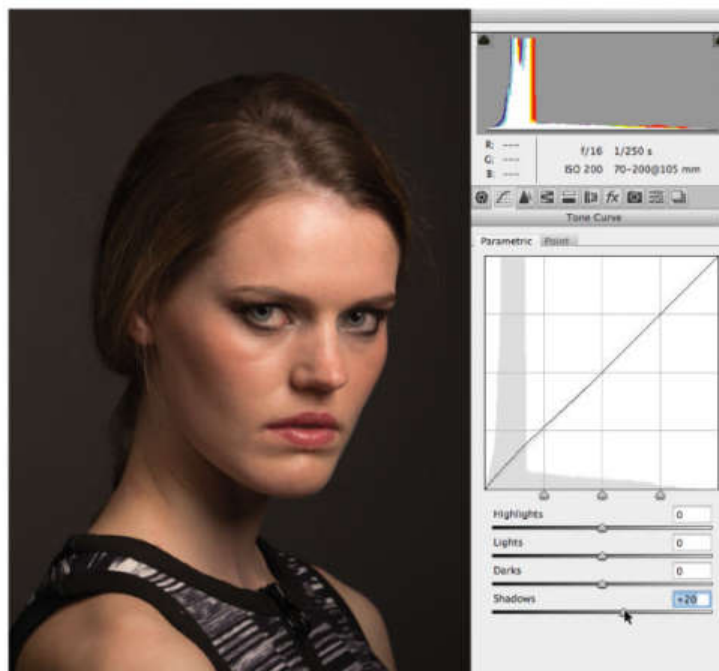 R: ---
G: ---
B: ---
f/16 1/250 s
ISO 200 70-200@105 mm
fx
Tone Curve
Parametric Point
Highlights 0
Lights 0
Darks 0
Shadows +20